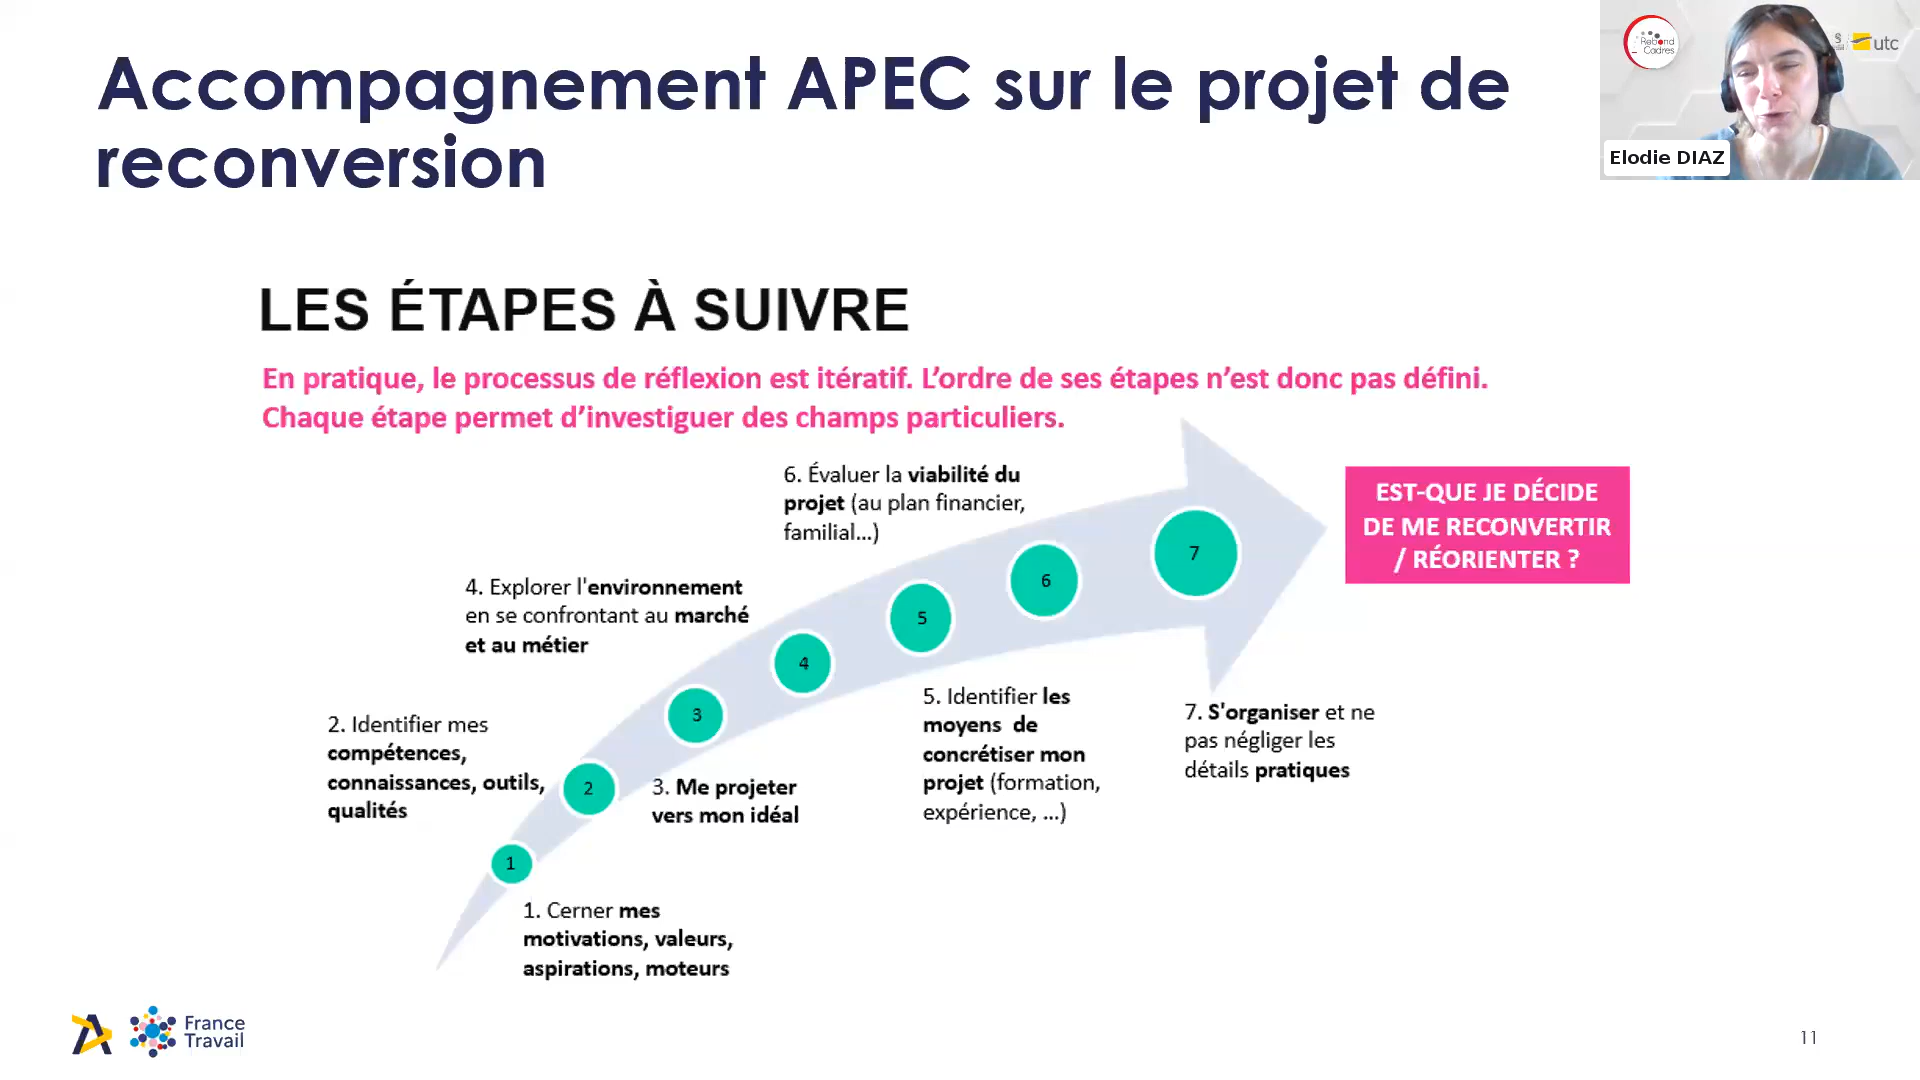 Accompagnement APEC sur le projet de
reconversion
Rebond
Cadres
utc
Elodie DIAZ
LES ÉTAPES À SUIVRE
En pratique, le processus de réflexion est itératif. L’ordre de ses étapes n’est donc pas défini.
Chaque étape permet d’investiguer des champs particuliers.
6. Évaluer la viabilité du
projet (au plan financier,
familial...)
EST-QUE JE DÉCIDE
DE ME RECONVERTIR
/ RÉORIENTER ?
7
6
5
4
3
2
1
4. Explorer l'environnement
en se confrontant au marché
et au métier
2. Identifier mes
compétences,
connaissances, outils,
qualités
3. Me projeter
vers mon idéal
5. Identifier les
moyens  de
concrétiser mon
projet (formation,
expérience, ...)
7. S'organiser et ne
pas négliger les
détails pratiques
1. Cerner mes
motivations, valeurs,
aspirations, moteurs
France
Travail
11